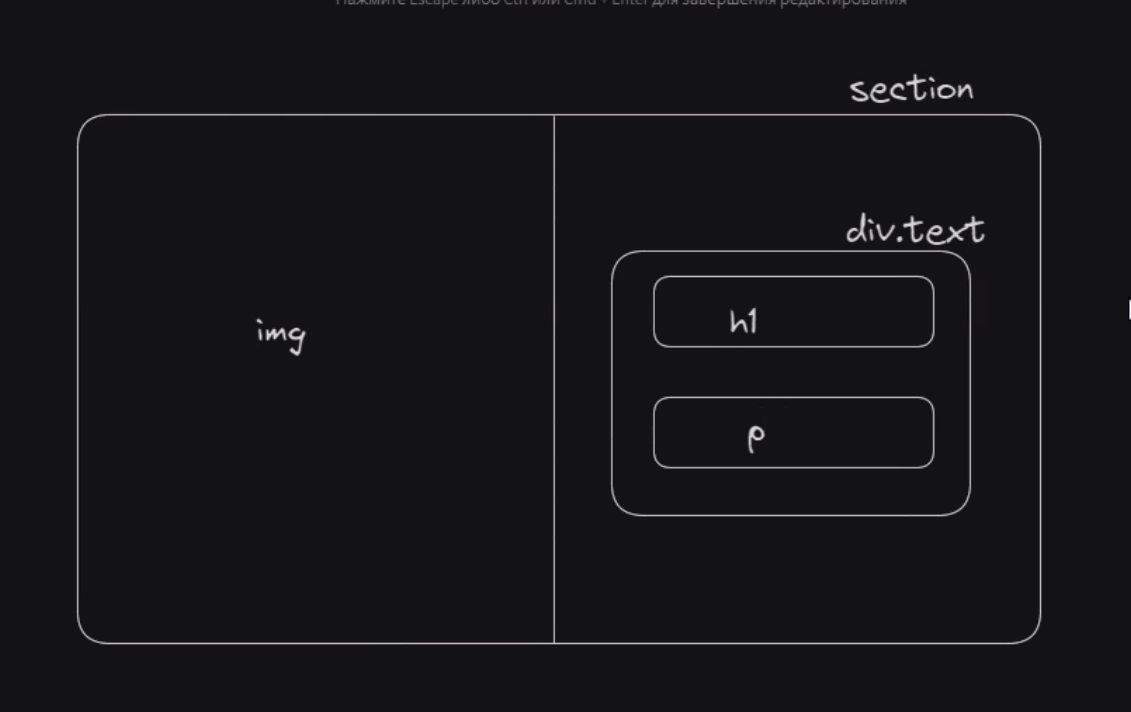 Нажмите Escape либо Ctrl или Cmd + Enter для завершения редактирования
section
div.text
img
h1
p